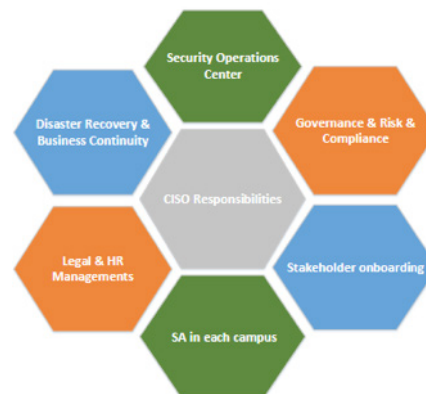 Security Operations
Center
Disaster Recovery &
Business Continuity
Governance & Risk &
Compliance
CISO Responsibilities
Legal & HR
Managements
Stakeholder onboarding
SA in each campus